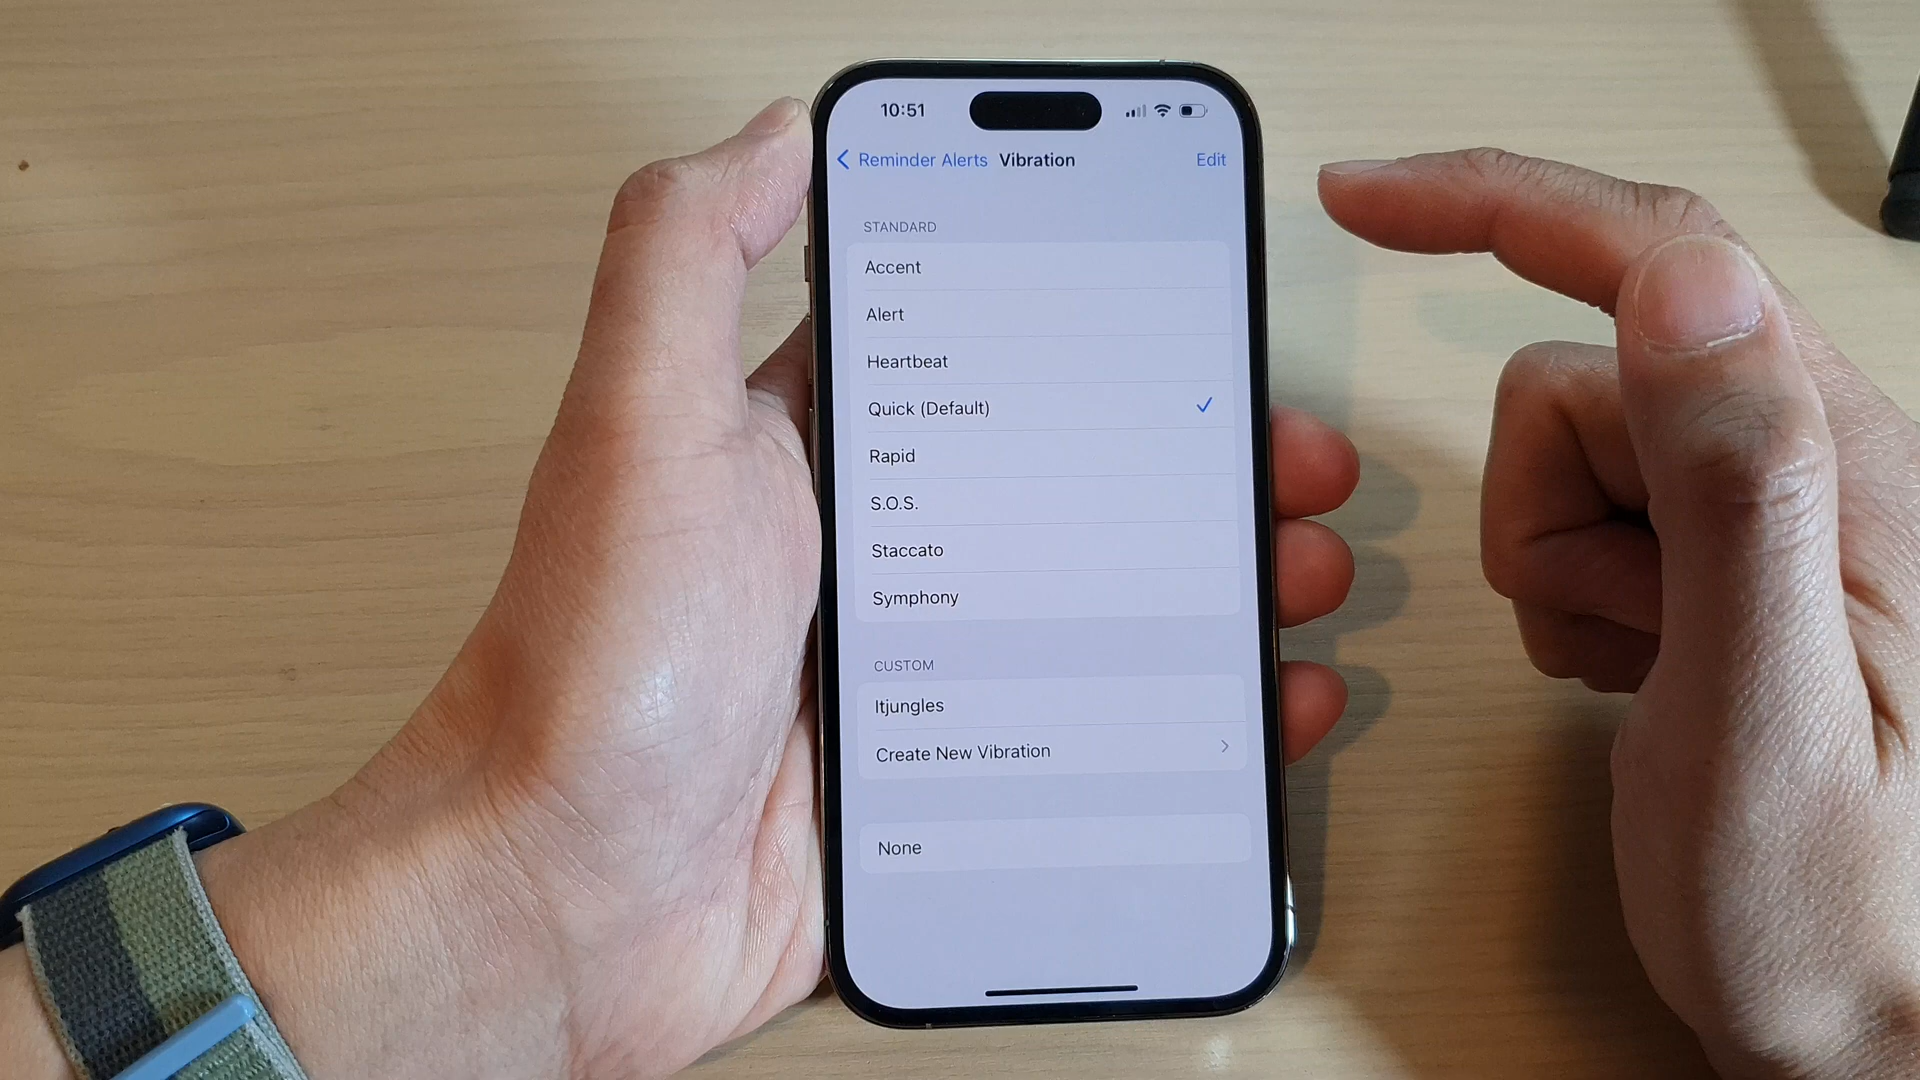 10:51
Reminder Alerts Vibration Edit
STANDARD
Accent
Alert
Heartbeat
Quick (Default)
Rapid
S.O.S.
Staccato
Symphony
CUSTOM
Itjungles
Create New Vibration
None